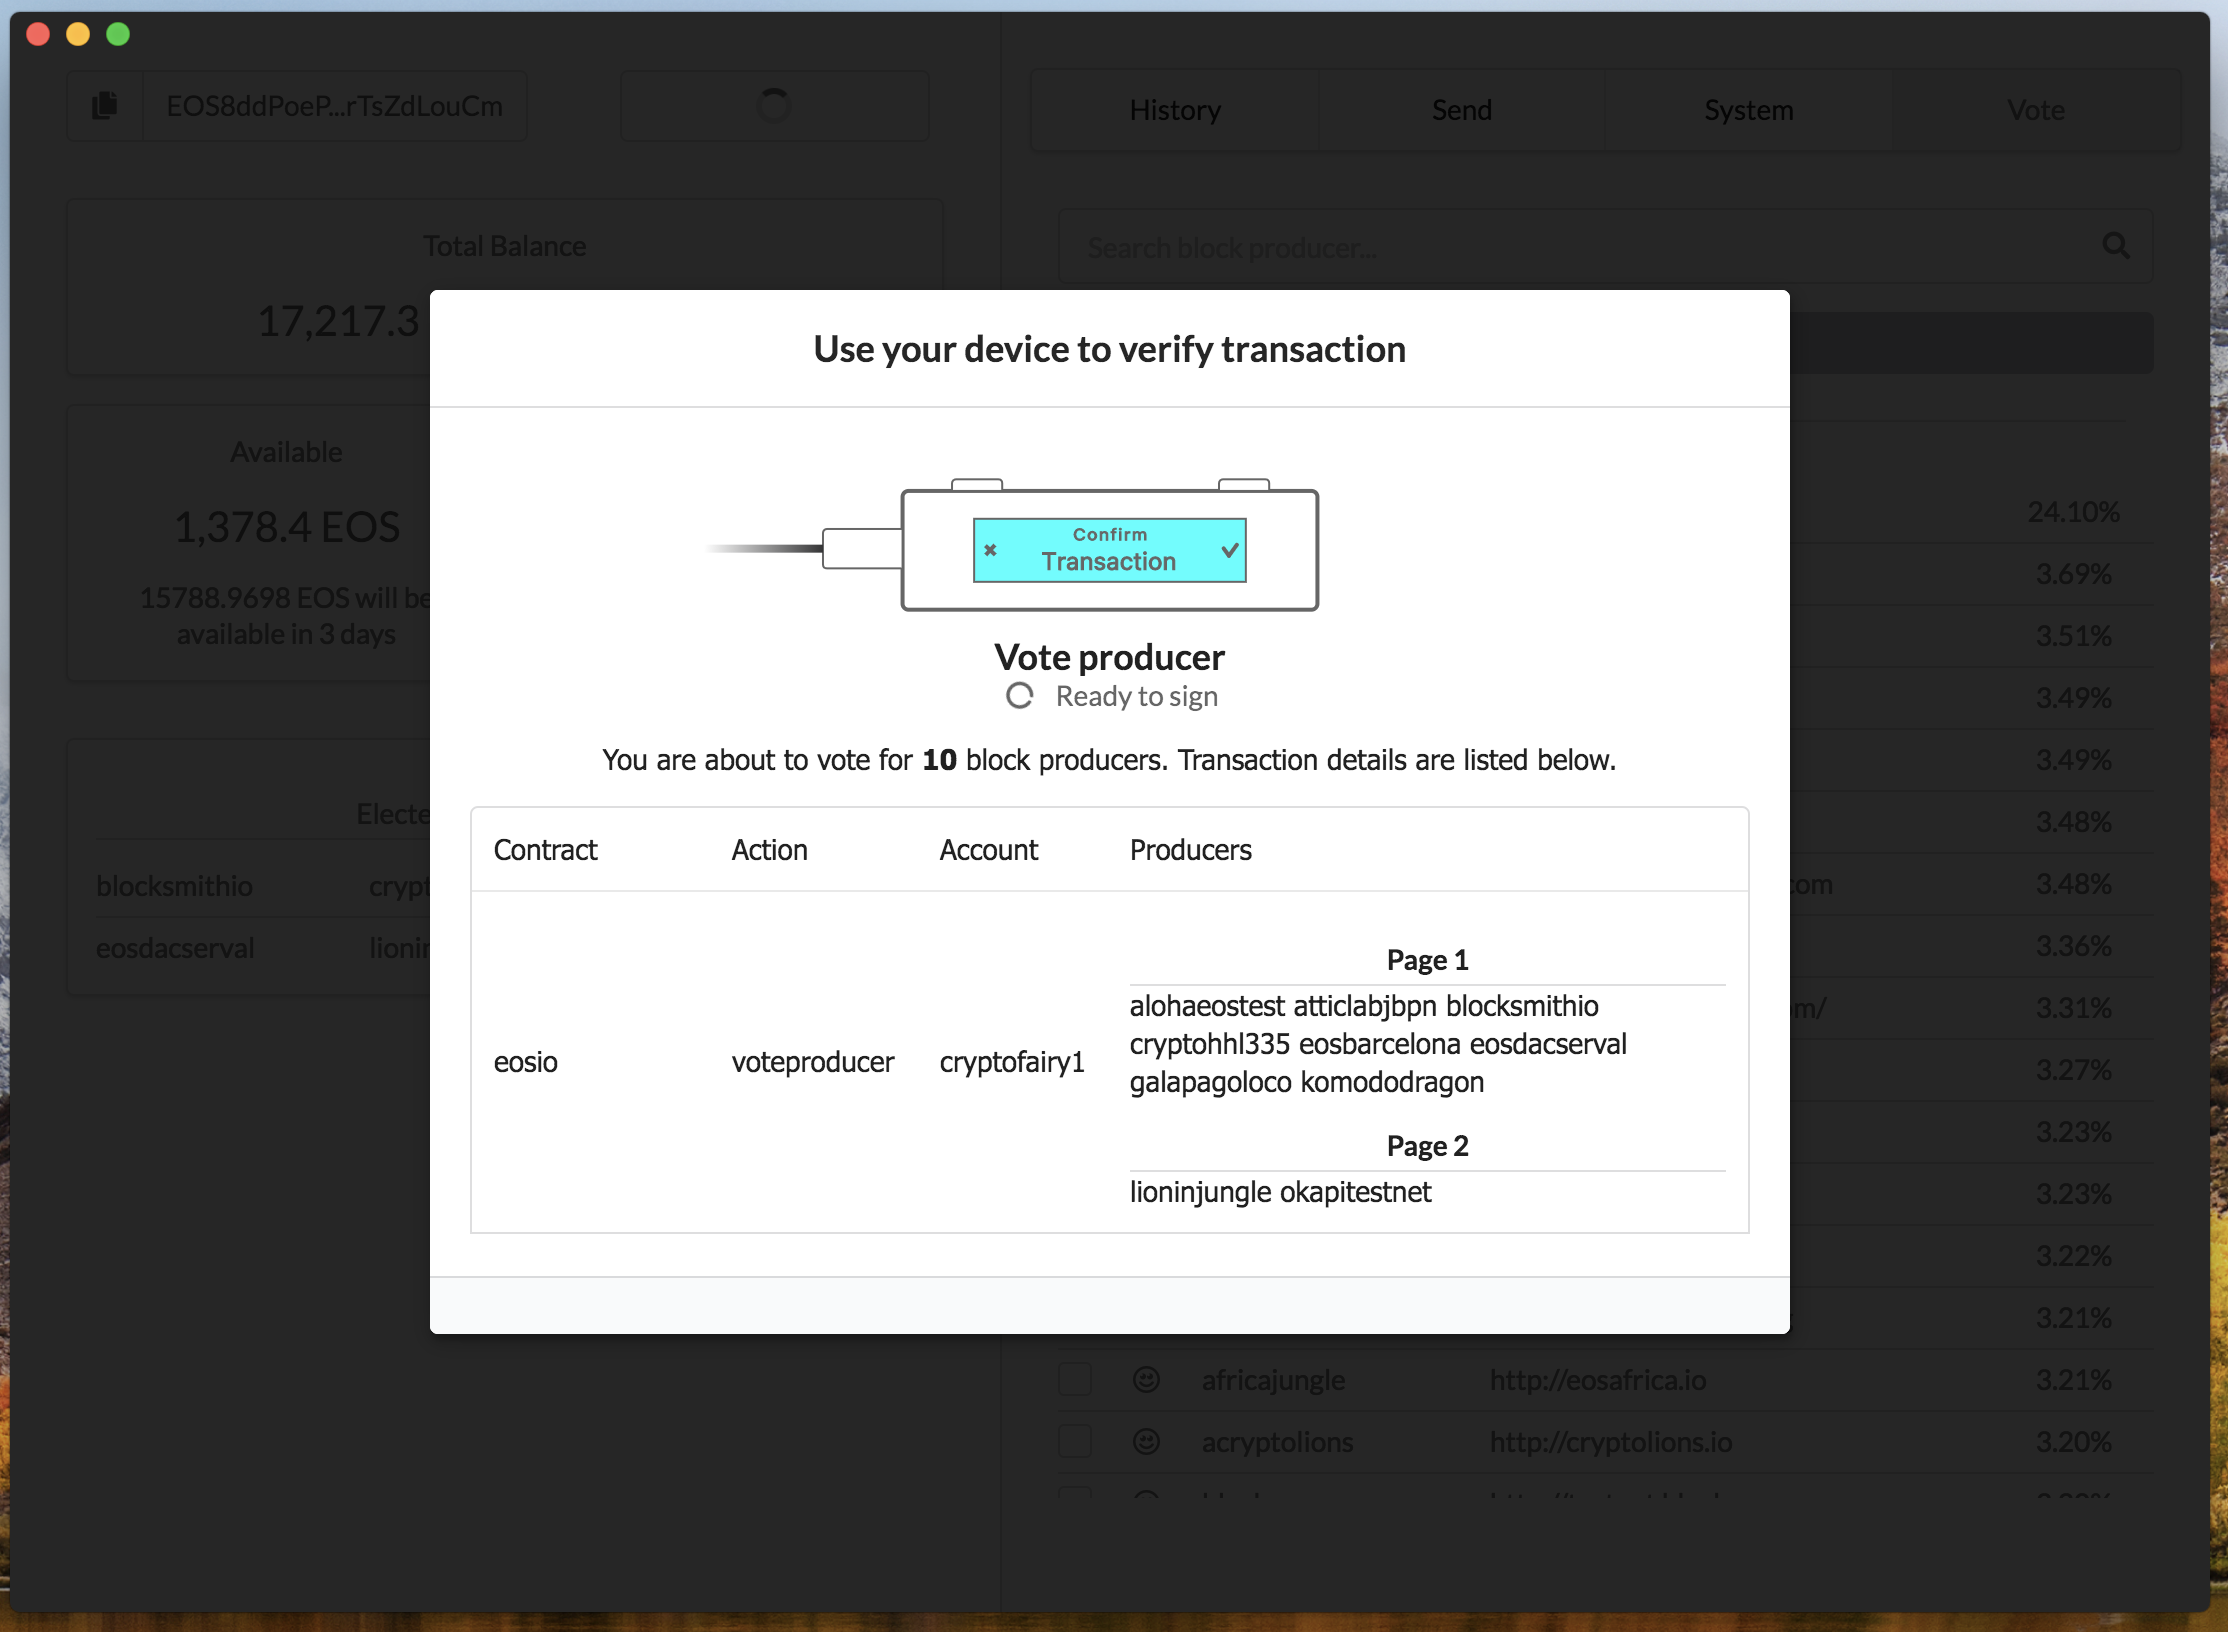 EOS8ddPoeP...rTsZdLouCm
History
Send
System
Vote
Total Balance
17,217.3
Search block producer...
Available
1,378.4 EOS
15788.9698 EOS will be
available in 3 days
blocksmithio
eosdacserval
Use your device to verify transaction
Confirm
Transaction
Vote producer
Ready to sign
You are about to vote for 10 block producers. Transaction details are listed below.
Contract Action Account Producers
eosio voteproducer cryptofairy1
Page 1
alohaeostest atticlabjbpn blocksmithio
cryptohhl335 eosbarcelona eosdacserval
galapagoloco komododragon
Page 2
lioninjungle okapitestnet
24.10%
3.69%
3.51%
3.49%
3.49%
3.48%
com 3.48%
3.36%
m/ 3.31%
3.27%
3.23%
3.23%
3.22%
3.21%
africajungle http://eosafrica.io 3.21%
acryptolions http://cryptolions.io 3.20%